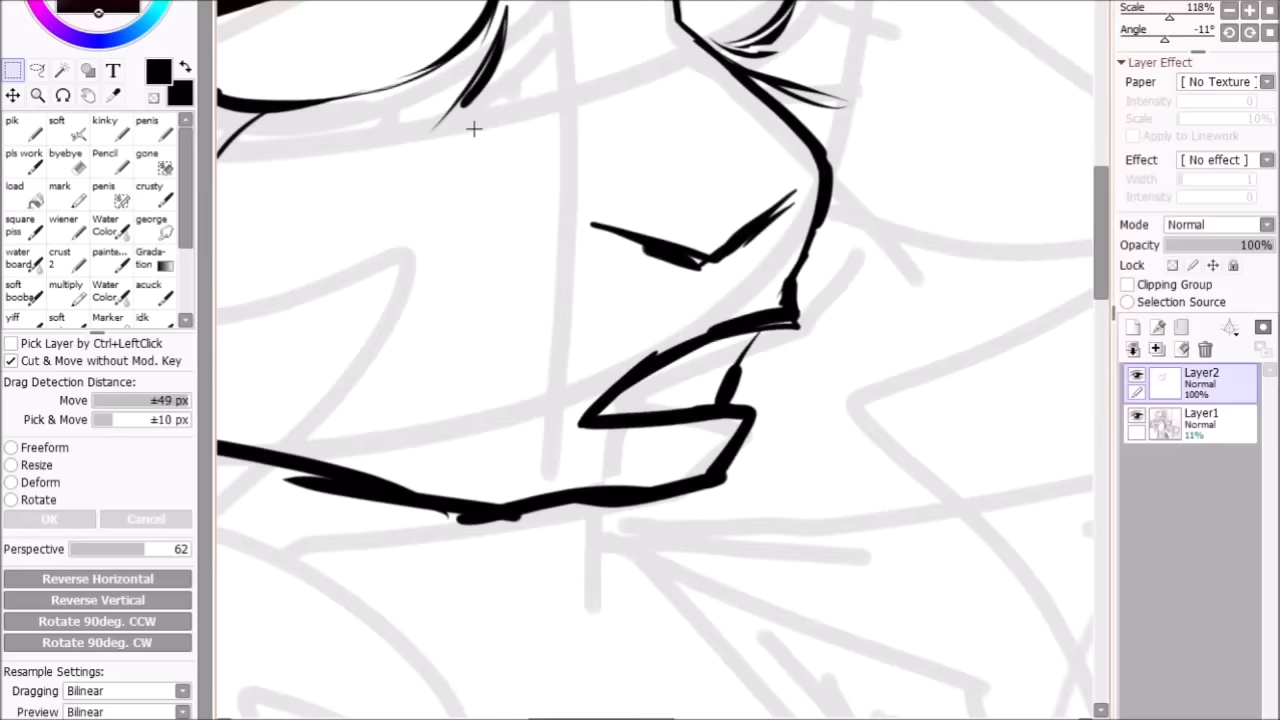 Scale 118%
Angle -11°
Layer Effect
Paper [ No Texture ]
Intensity 0
Scale 10%
Apply to Linework
Effect [ No effect ]
Width 1
Intensity 0
Mode Normal
Opacity 100%
Lock
Clipping Group
Selection Source
Layer2
Normal
100%
Layer1
Normal
11%
T
pik soft kinky penis
pls work byebye Pencil gone
load mark penis crusty
square piss wiener Water Color george
water board crust 2 painte... Gradation
soft boobs multiply Water Color acuck
yiff soft Marker idk
Pick Layer by Ctrl+LeftClick
Cut & Move without Mod. Key
Drag Detection Distance:
Move ±49 px
Pick & Move ±10 px
Freeform
Resize
Deform
Rotate
OK Cancel
Perspective 62
Reverse Horizontal
Reverse Vertical
Rotate 90deg. CCW
Rotate 90deg. CW
Resample Settings:
Dragging Bilinear
Preview Bilinear